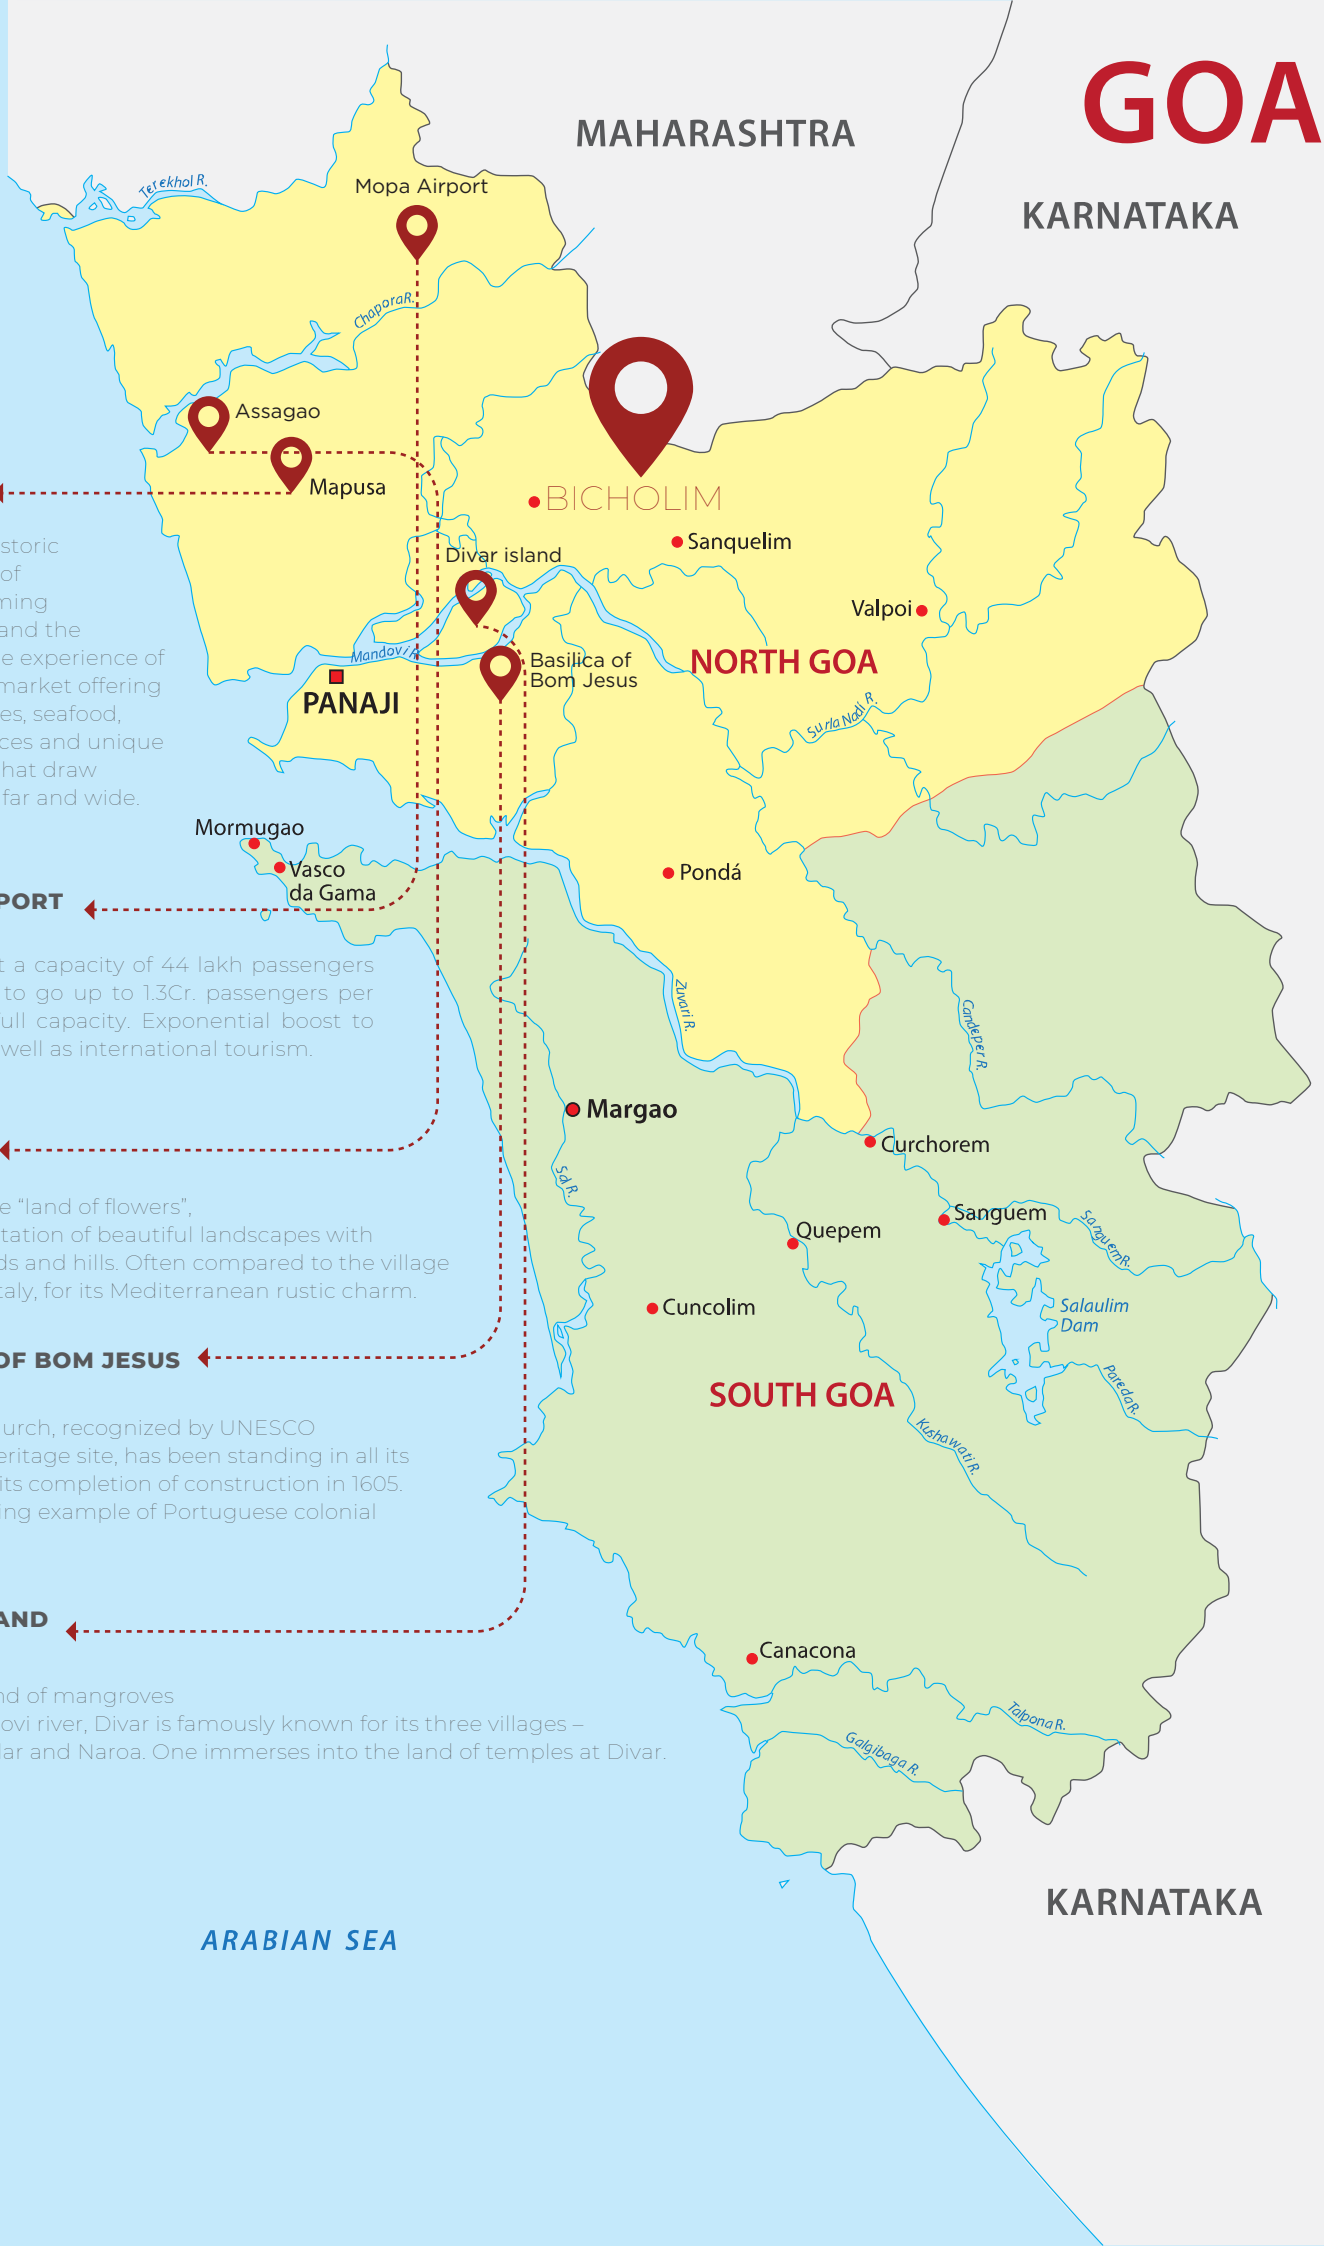 GOA
MAHARASHTRA
KARNATAKA
Terekhol R.
Mopa Airport
Chapora R.
Assagao
Mapusa
BICHOLIM
Sanquelim
Divar island
Valpoi
Mandovi R.
Basilica of
Bom Jesus
NORTH GOA
PANAJI
Surla Nadi R.
storic
of
ning
and the
e experience of
market offering
es, seafood,
ces and unique
hat draw
far and wide.
Mormugao
Vasco
da Gama
Pondá
PORT
t a capacity of 44 lakh passengers
to go up to 1.3Cr. passengers per
ull capacity. Exponential boost to
well as international tourism.
Zuvari R.
Candeper R.
Margao
Curchorem
Sal R.
Sanguem
Sanguem R.
Quepem
e “land of flowers”,
tation of beautiful landscapes with
ds and hills. Often compared to the village
taly, for its Mediterranean rustic charm.
Cuncolim
Salaulim
Dam
OF BOM JESUS
Pareda R.
SOUTH GOA
Kushawati R.
urch, recognized by UNESCO
eritage site, has been standing in all its
its completion of construction in 1605.
ing example of Portuguese colonial
AND
Canacona
nd of mangroves
ovi river, Divar is famously known for its three villages –
lar and Naroa. One immerses into the land of temples at Divar.
Talpona R.
Galgibaga R.
KARNATAKA
ARABIAN SEA